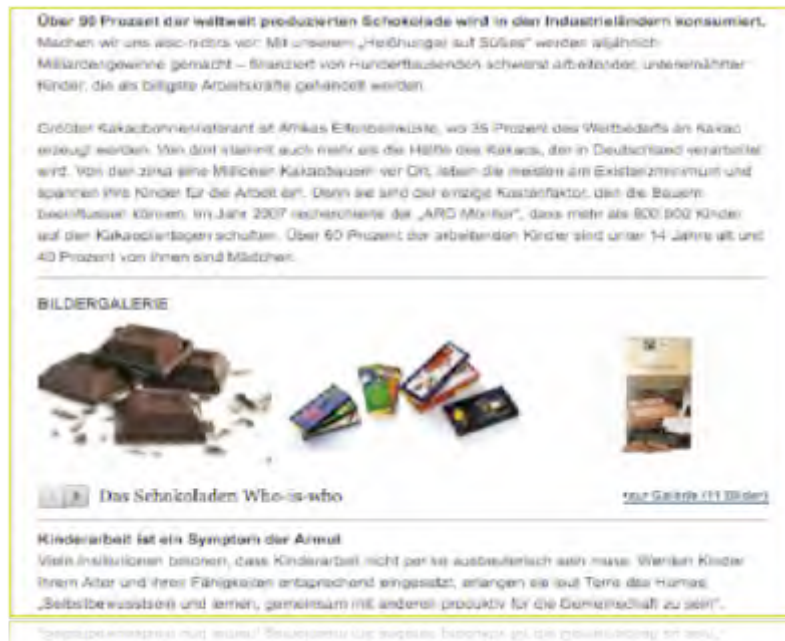 Über 90 Prozent der weltweit produzierten Schokolade wird in den Industrieländern konsumiert.
Machen wir uns also nichts vor: Mit unserem „Heißhunger auf Süßes“ werden alljährlich
Milliardengewinne gemacht – finanziert von Hunderttausenden schwerst arbeitender, unterernährter
Kinder, die als billigste Arbeitskräfte gehandelt werden.
Größter Kakaobohnenlieferant ist Afrikas Elfenbeinküste, wo 35 Prozent des Weltbedarfs an Kakao
erzeugt werden. Von dort stammt auch mehr als die Hälfte des Kakaos, der in Deutschland verarbeitet
wird. Von den zirka eine Millionen Kakaobauern vor Ort, leben die meisten am Existenzminimum und
spannen ihre Kinder für die Arbeit ein. Denn sie sind der einzige Kostenfaktor, den die Bauern
beeinflussen können. Im Jahr 2007 recherchierte der „ARD Monitor“, dass mehr als 600 000 Kinder
auf den Kakaoplantagen schuften. Über 60 Prozent der arbeitenden Kinder sind unter 14 Jahre alt und
40 Prozent von ihnen sind Mädchen.
BILDERGALERIE
Das Schokoladen Who-is-who
zur Galerie (11 Bilder)
Kinderarbeit ist ein Symptom der Armut
Viele Institutionen betonen, dass Kinderarbeit nicht per se ausbeuterisch sein muss. Werden Kinder
ihrem Alter und ihren Fähigkeiten entsprechend eingesetzt, erlangen sie laut Terre des Homes
„Selbstbewusstsein und lernen, gemeinsam mit anderen produktiv für die Gemeinschaft zu sein“.